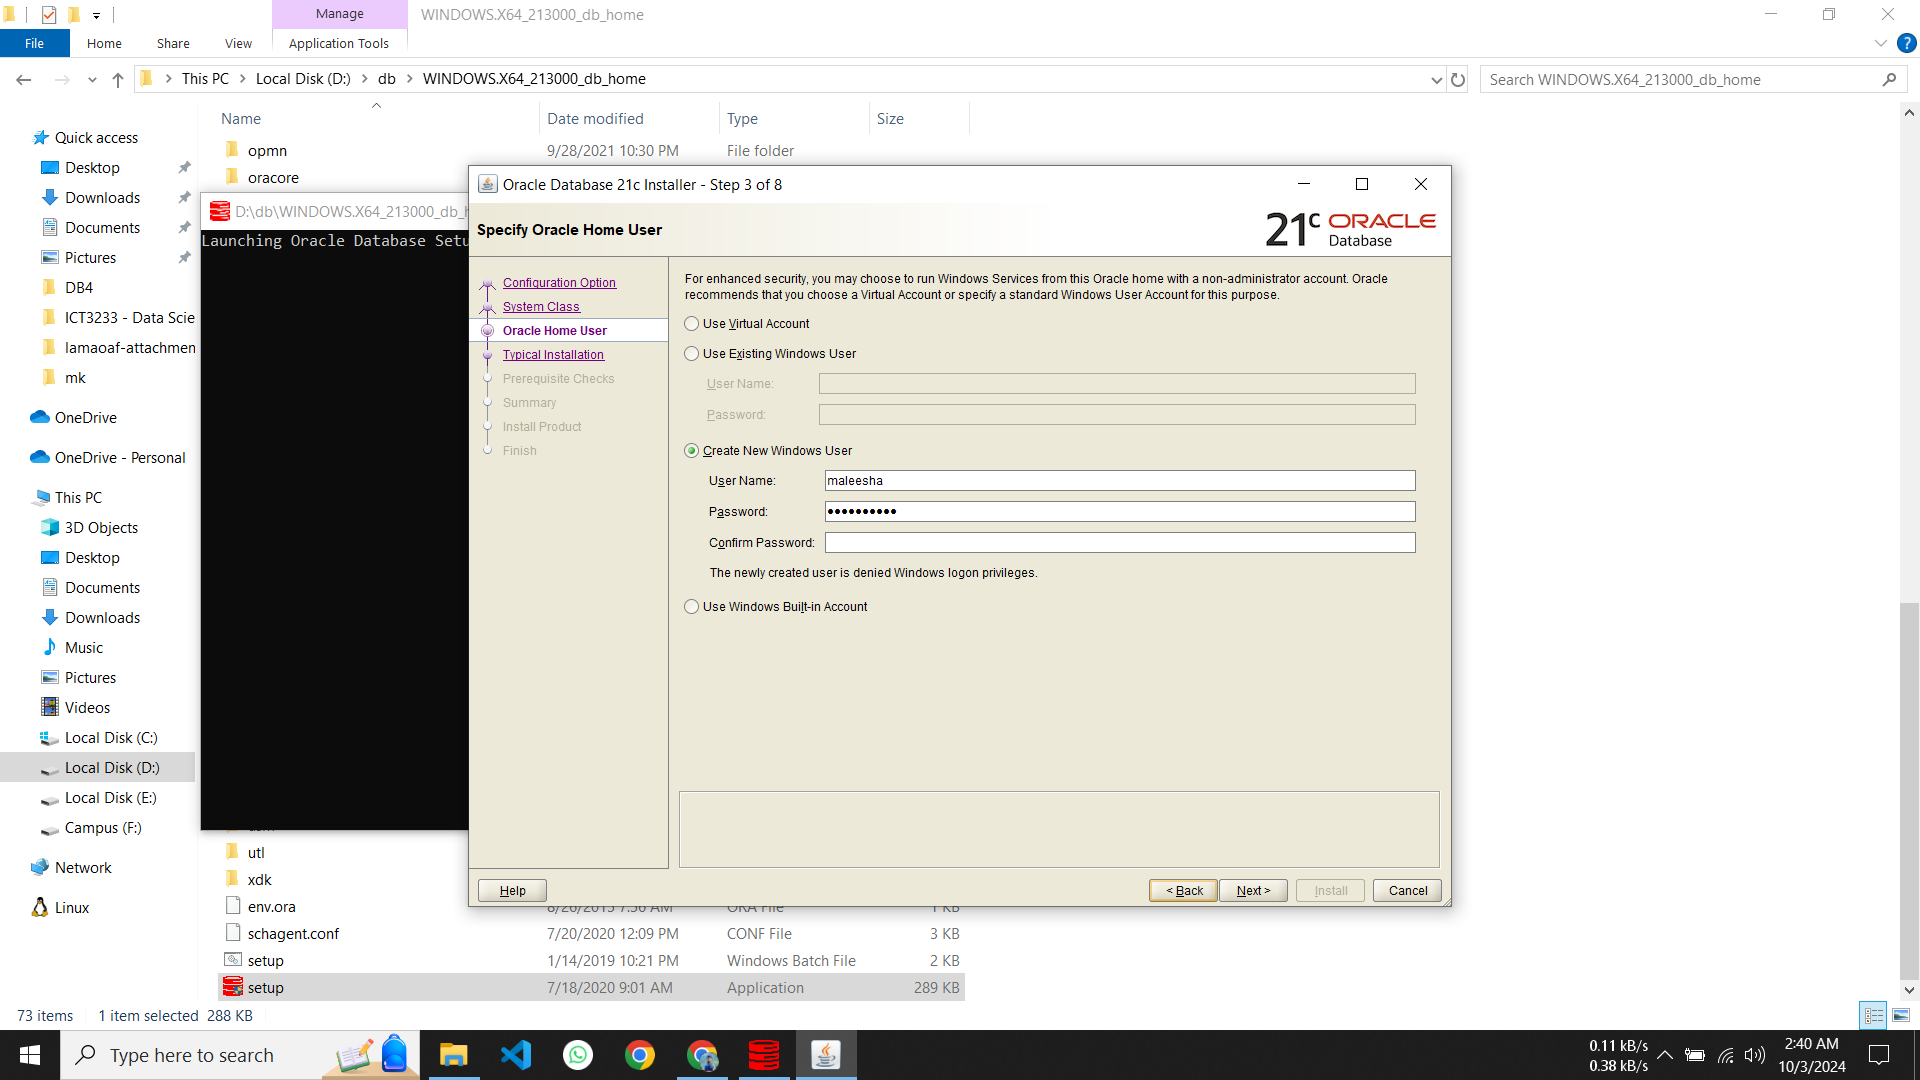 Manage
WINDOWS.X64_213000_db_home
File
Home
Share
View
Application Tools
This PC
Local Disk (D:)
db
WINDOWS.X64_213000_db_home
Search WINDOWS.X64_213000_db_home
Name
Date modified
Type
Size
opmn 9/28/2021 10:30 PM File folder
oracore
Quick access
Desktop
Downloads
Documents
Pictures
DB4
ICT3233 - Data Scie
lamaoaf-attachmen
mk
OneDrive
OneDrive - Personal
This PC
3D Objects
Desktop
Documents
Downloads
Music
Pictures
Videos
Local Disk (C:)
Local Disk (D:)
Local Disk (E:)
Campus (F:)
Network
Linux
D:\db\WINDOWS.X64_213000_db_h
Launching Oracle Database Setu
Oracle Database 21c Installer - Step 3 of 8
Specify Oracle Home User
21c ORACLE
Database
Configuration Option
System Class
Oracle Home User
Typical Installation
Prerequisite Checks
Summary
Install Product
Finish
For enhanced security, you may choose to run Windows Services from this Oracle home with a non-administrator account. Oracle
recommends that you choose a Virtual Account or specify a standard Windows User Account for this purpose.
Use Virtual Account
Use Existing Windows User
User Name:
Password:
Create New Windows User
User Name: maleesha
Password: ••••••••••
Confirm Password:
The newly created user is denied Windows logon privileges.
Use Windows Built-in Account
Help
< Back
Next >
Install
Cancel
utl
xdk
env.ora 8/26/2015 7:36 AM ORA File 1 KB
schagent.conf 7/20/2020 12:09 PM CONF File 3 KB
setup 1/14/2019 10:21 PM Windows Batch File 2 KB
setup 7/18/2020 9:01 AM Application 289 KB
73 items
1 item selected 288 KB
Type here to search
0.11 kB/s
0.38 kB/s
2:40 AM
10/3/2024